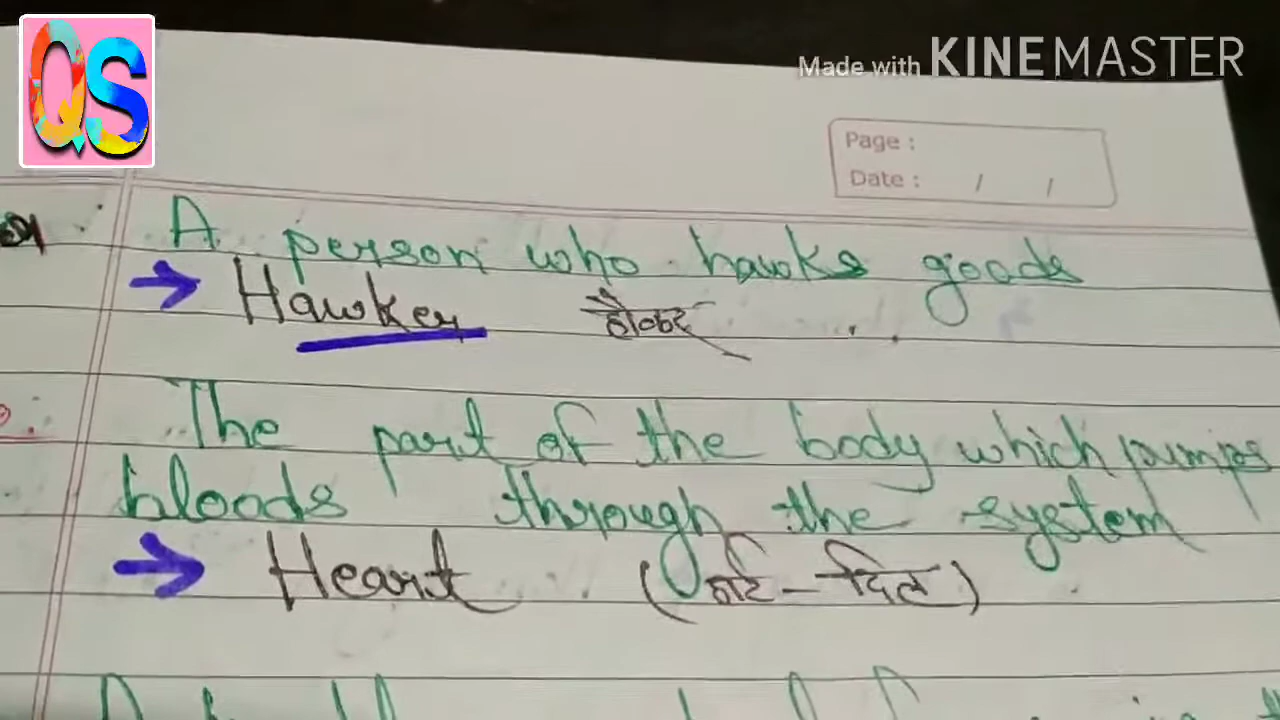 QS
Made with KINEMASTER
Page :
Date : / /
A person who hawks goods
→ Hawker हॉकर
The part of the body which pumps
bloods through the system
→ Heart (हार्ट - दिल)